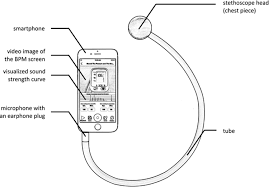 stethoscope head
(chest piece)
smartphone
video image of
the BPM screen
visualized sound
strength curve
microphone with
an earphone plug
tube